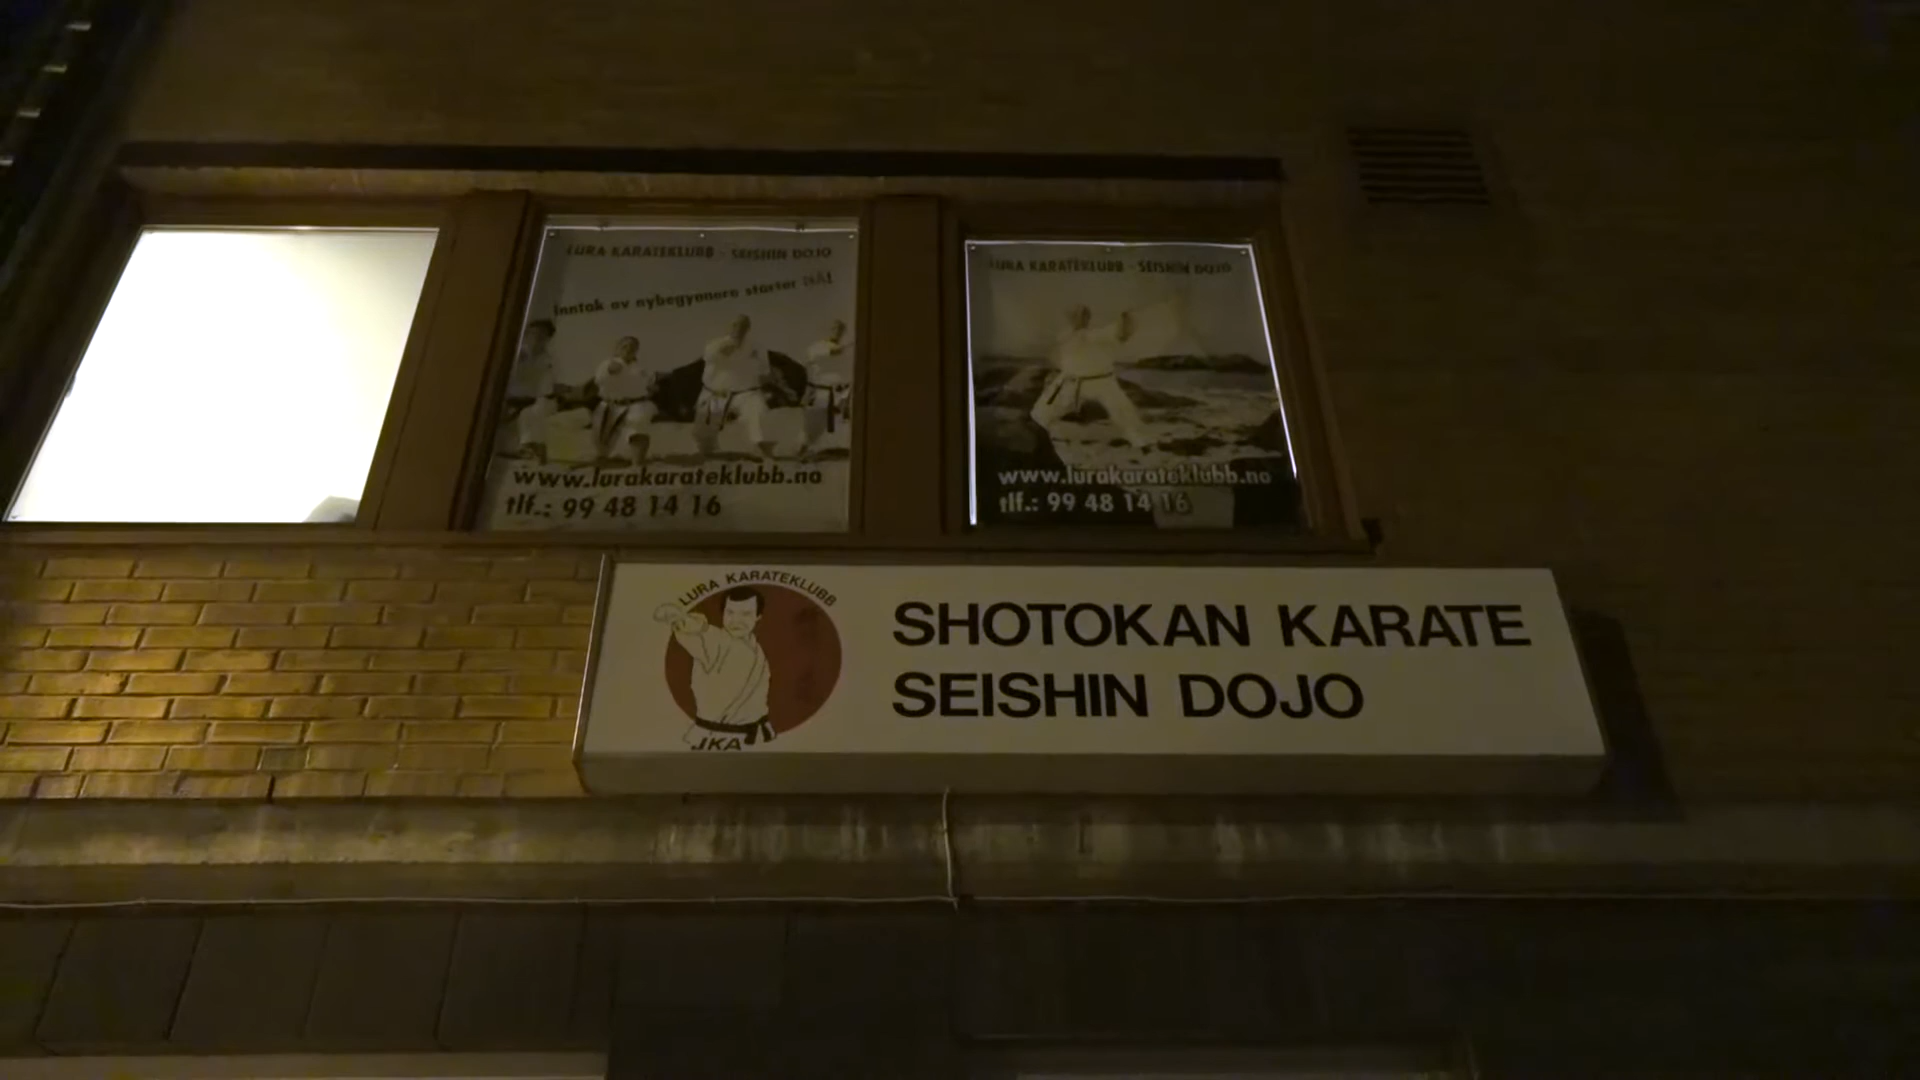 LURA KARATEKLUBB - SEISHIN DOJO
Inntak av nybegynnere starter
www.lurakarateklubb.no
tlf.: 99 48 14 16
LURA KARATEKLUBB - SEISHIN DOJO
www.lurakarateklubb.no
tlf.: 99 48 14 16
LURA KARATEKLUBB
JKA
SHOTOKAN KARATE
SEISHIN DOJO